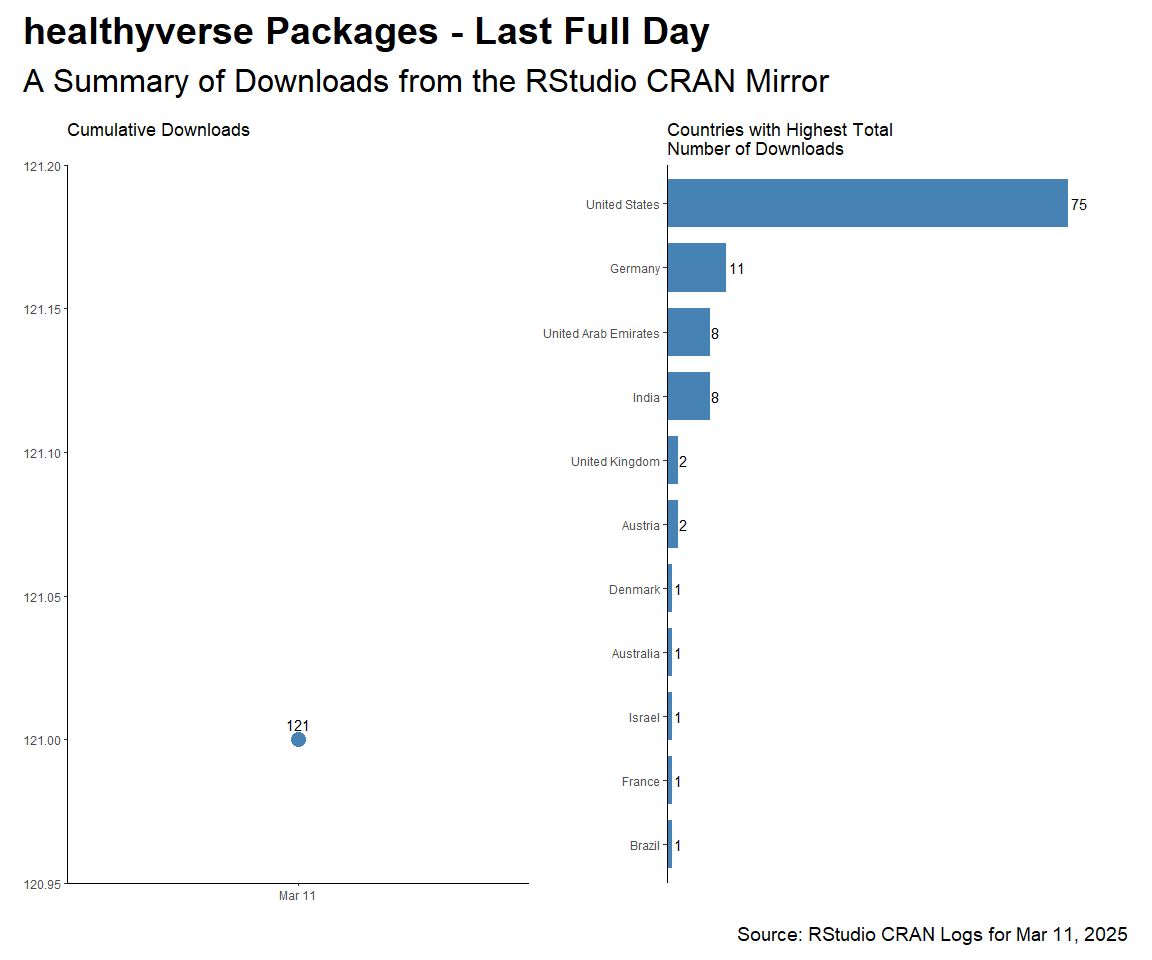 healthyverse Packages - Last Full Day
A Summary of Downloads from the RStudio CRAN Mirror
Cumulative Downloads
121.20
121.15
121.10
121.05
121.00
120.95
121
Mar 11
Countries with Highest Total
Number of Downloads
United States 75
Germany 11
United Arab Emirates 8
India 8
United Kingdom 2
Austria 2
Denmark 1
Australia 1
Israel 1
France 1
Brazil 1
Source: RStudio CRAN Logs for Mar 11, 2025